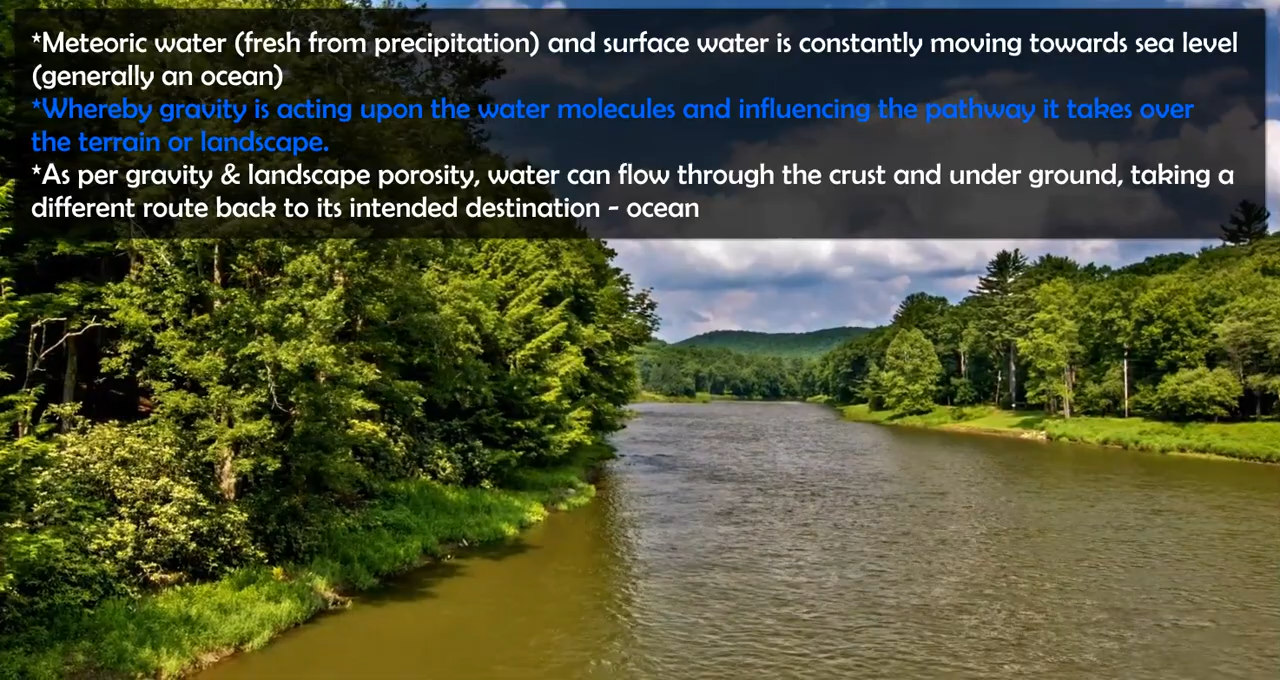 *Meteoric water (fresh from precipitation) and surface water is constantly moving towards sea level
(generally an ocean)
*Whereby gravity is acting upon the water molecules and influencing the pathway it takes over
the terrain or landscape.
*As per gravity & landscape porosity, water can flow through the crust and under ground, taking a
different route back to its intended destination - ocean